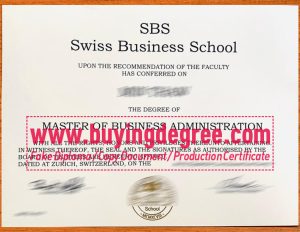 SBS
Swiss Business School
UPON THE RECOMMENDATION OF THE FACULTY
HAS CONFERRED ON
THE DEGREE OF
MASTER OF BUSINESS ADMINISTRATION
www.buyingdegree.com
Fake Diploma / Copy Document / Production Certificate
IN WITNESS THEREOF, THE SEAL AND THE SIGNATURES AS AUTHORISED BY THE
DATED AT ZURICH, SWITZERLAND, ON THE
School